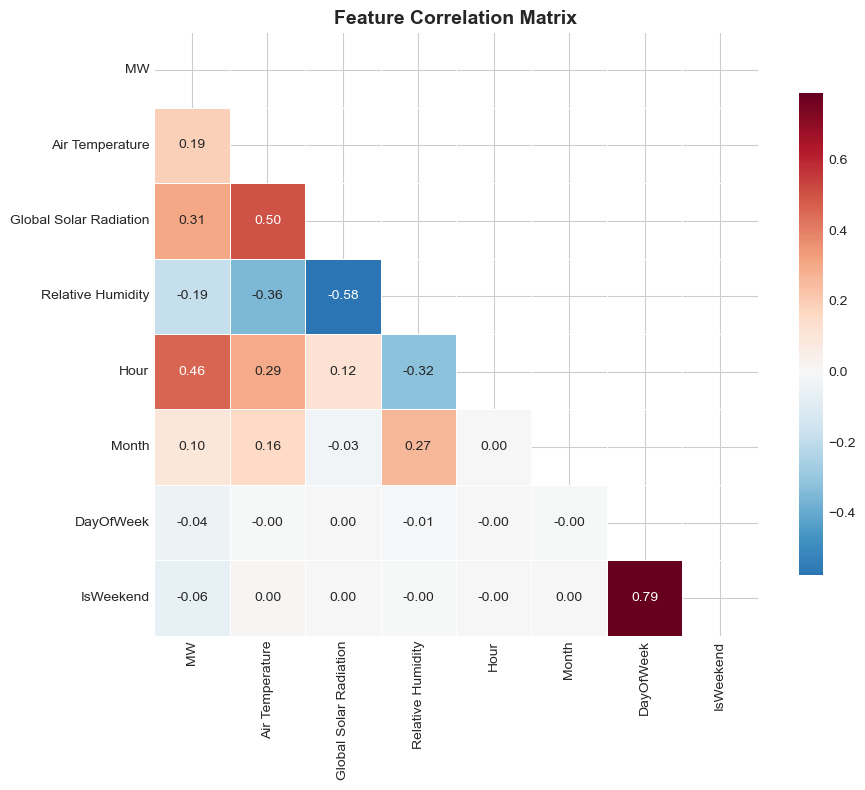 Feature Correlation Matrix
MW
Air Temperature 0.19
Global Solar Radiation 0.31 0.50
Relative Humidity -0.19 -0.36 -0.58
Hour 0.46 0.29 0.12 -0.32
Month 0.10 0.16 -0.03 0.27 0.00
DayOfWeek -0.04 -0.00 0.00 -0.01 -0.00 -0.00
IsWeekend -0.06 0.00 0.00 -0.00 -0.00 0.00 0.79
MW
Air Temperature
Global Solar Radiation
Relative Humidity
Hour
Month
DayOfWeek
IsWeekend
0.6
0.4
0.2
0.0
−0.2
−0.4